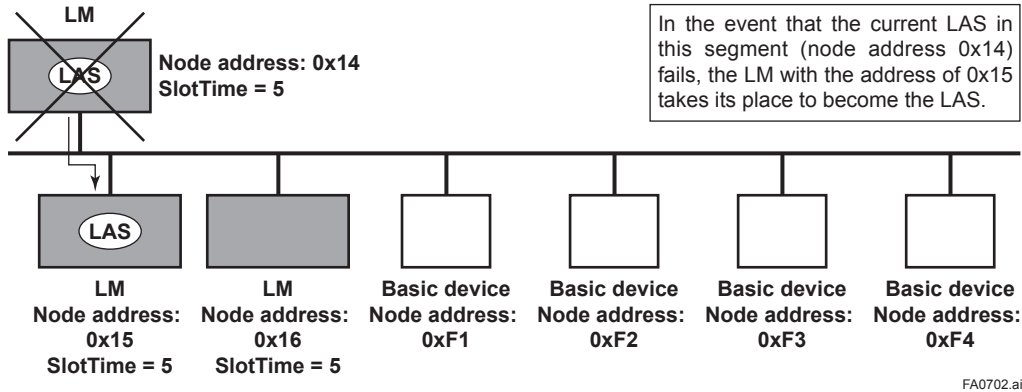 LM
LAS
Node address: 0x14
SlotTime = 5
In the event that the current LAS in
this segment (node address 0x14)
fails, the LM with the address of 0x15
takes its place to become the LAS.
LAS
LM
Node address:
0x15
SlotTime = 5
LM
Node address:
0x16
SlotTime = 5
Basic device
Node address:
0xF1
Basic device
Node address:
0xF2
Basic device
Node address:
0xF3
Basic device
Node address:
0xF4
FA0702.ai